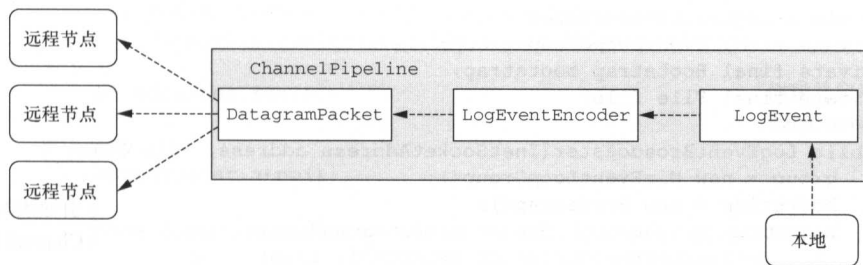 远程节点
远程节点
远程节点
ChannelPipeline
DatagramPacket
LogEventEncoder
LogEvent
本地